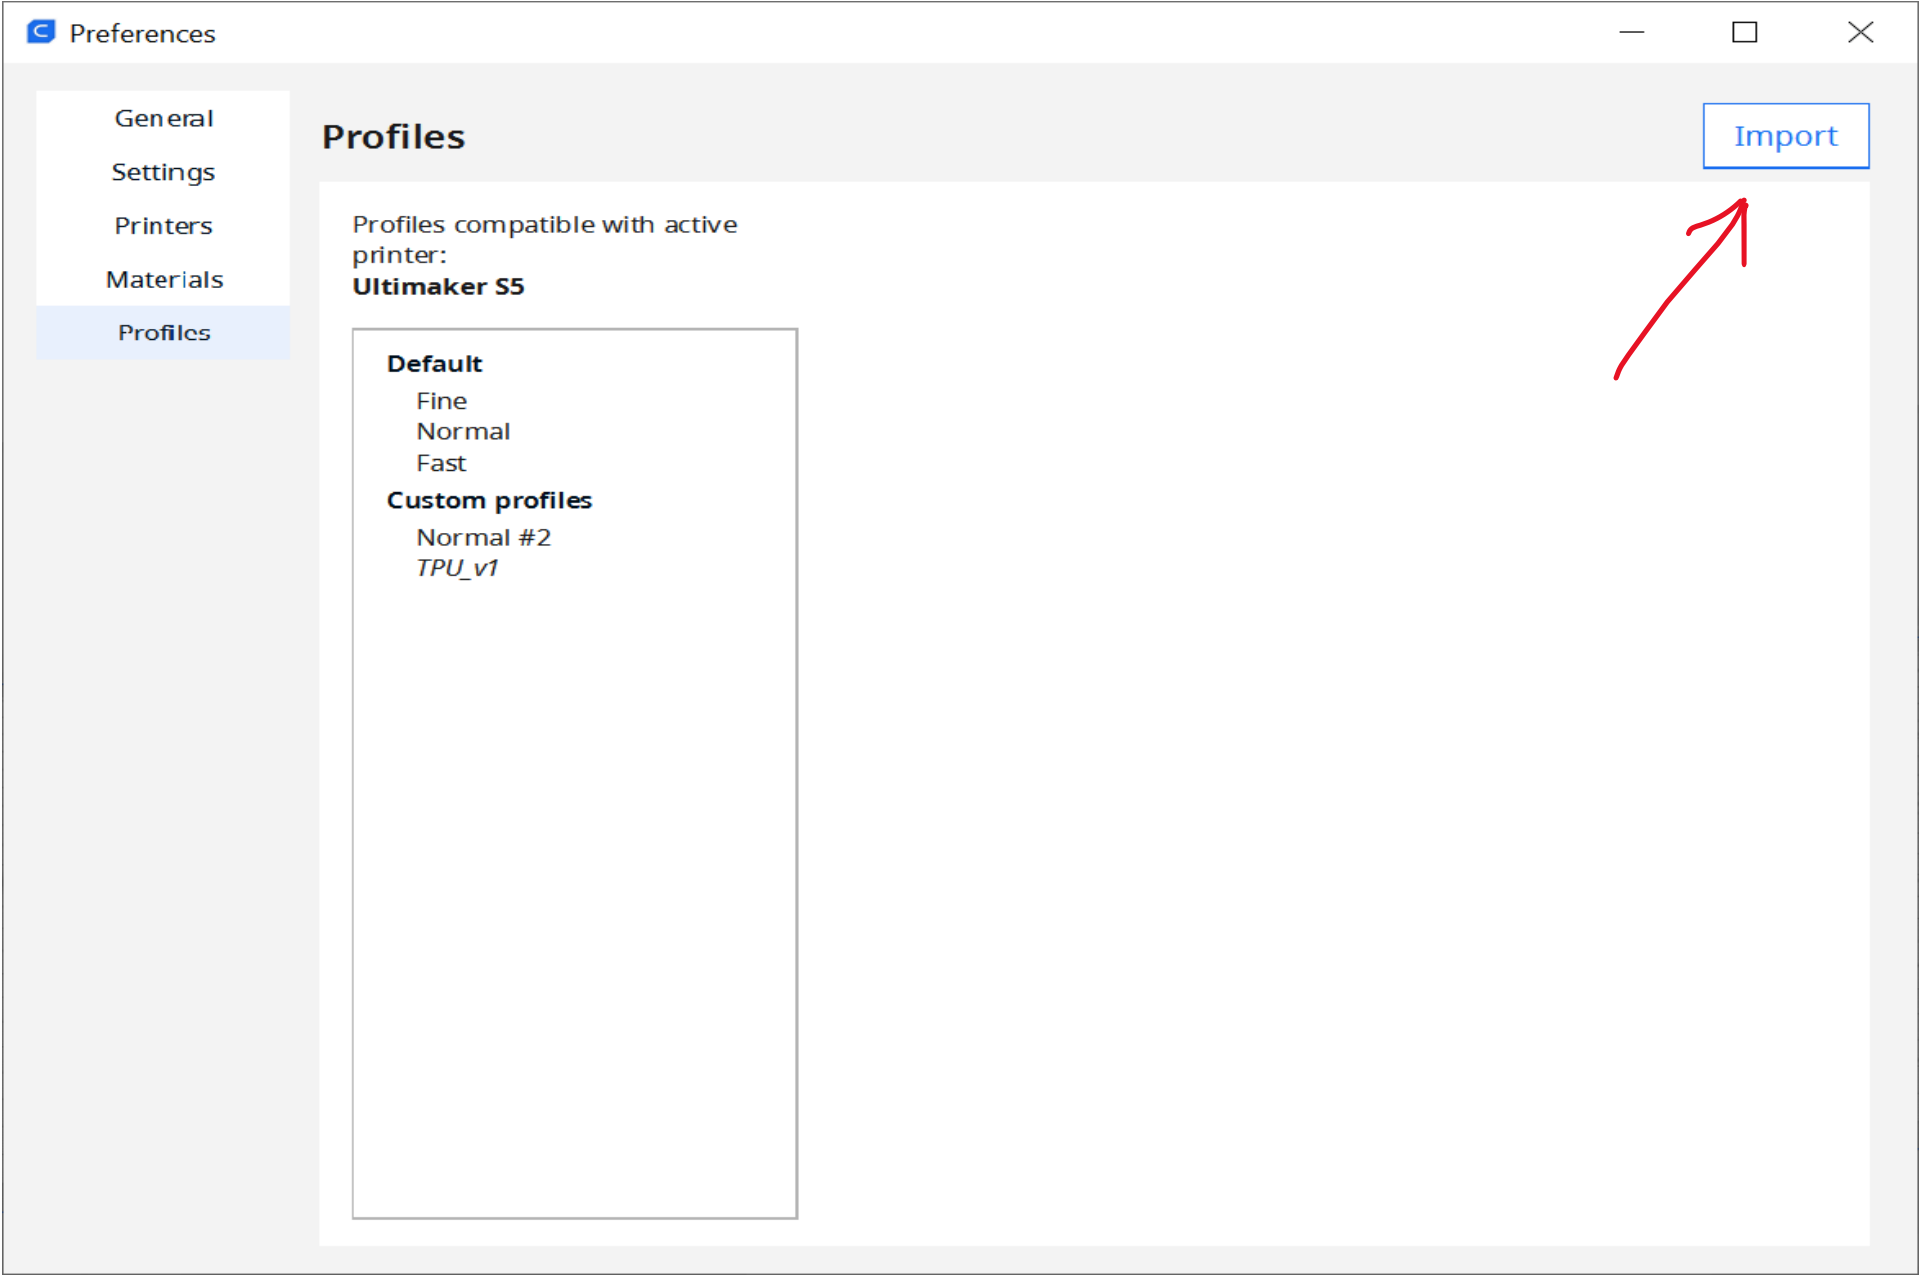 Preferences
General
Settings
Printers
Materials
Profiles
Profiles
Import
Profiles compatible with active
printer:
Ultimaker S5
Default
Fine
Normal
Fast
Custom profiles
Normal #2
TPU_v1